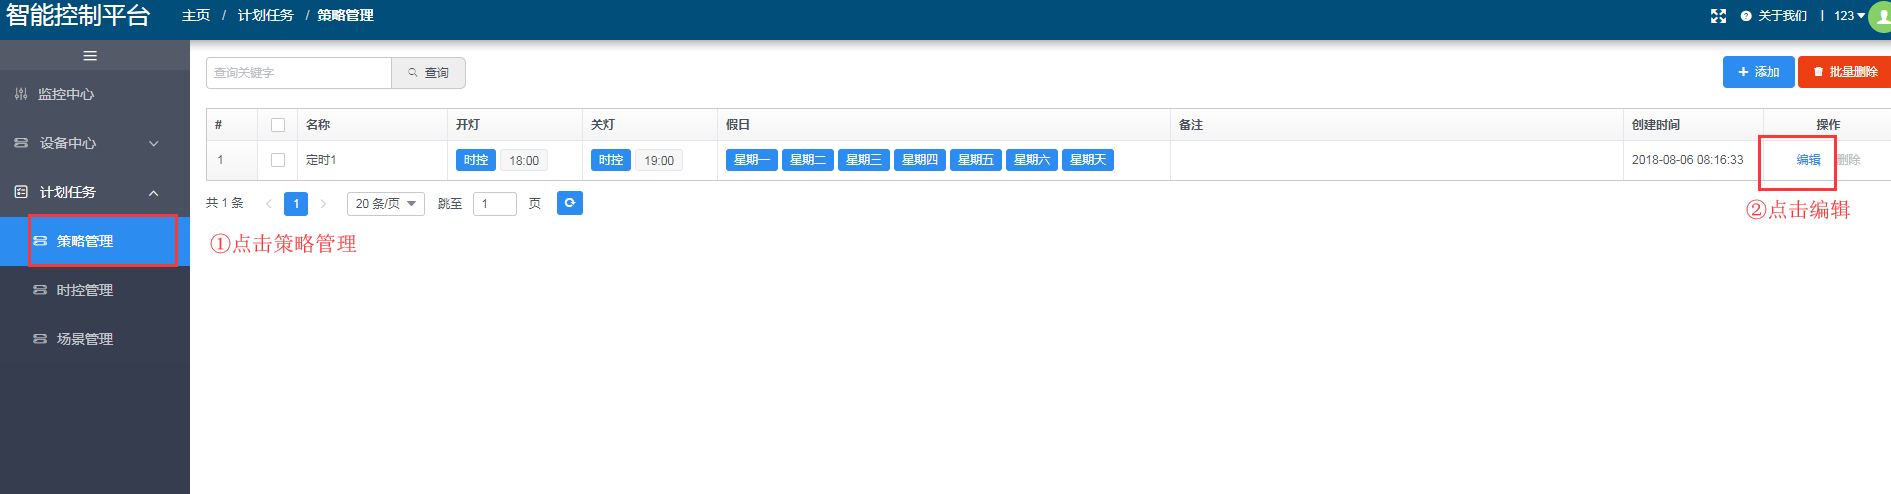 智能控制平台
主页 / 计划任务 / 策略管理
关于我们 | 123
监控中心
设备中心
计划任务
策略管理
时控管理
场景管理
查询关键字 查询
添加 批量删除
# 名称 开灯 关灯 假日 备注 创建时间 操作
1 定时1 时控 18:00 时控 19:00 星期一 星期二 星期三 星期四 星期五 星期六 星期天 2018-08-06 08:16:33 编辑 删除
共 1 条 1 20 条/页 跳至 1 页
②点击编辑
①点击策略管理